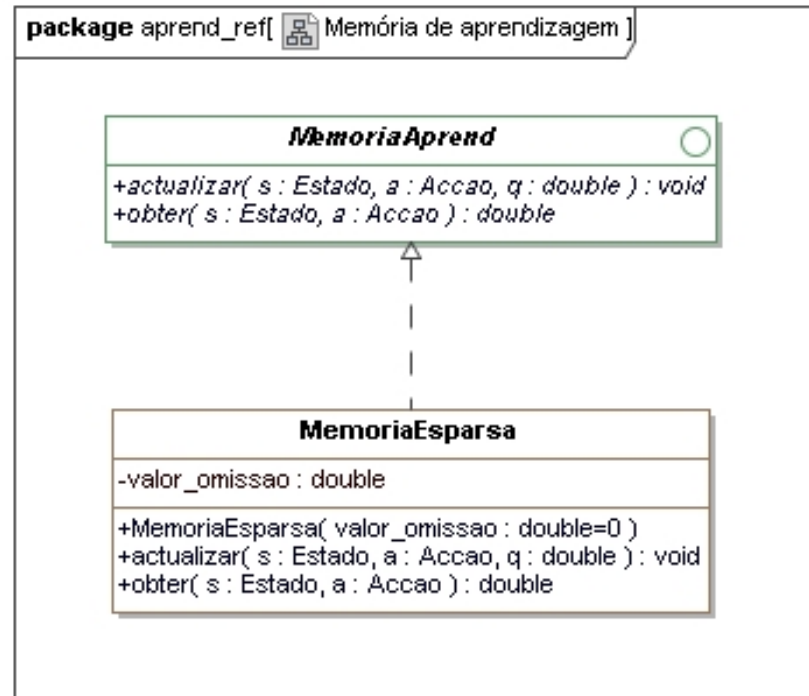 package aprend_ref[ Memória de aprendizagem ]
MemoriaAprend
+actualizar( s : Estado, a : Accao, q : double ) : void
+obter( s : Estado, a : Accao ) : double
MemoriaEsparsa
-valor_omissao : double
+MemoriaEsparsa( valor_omissao : double=0 )
+actualizar( s : Estado, a : Accao, q : double ) : void
+obter( s : Estado, a : Accao ) : double